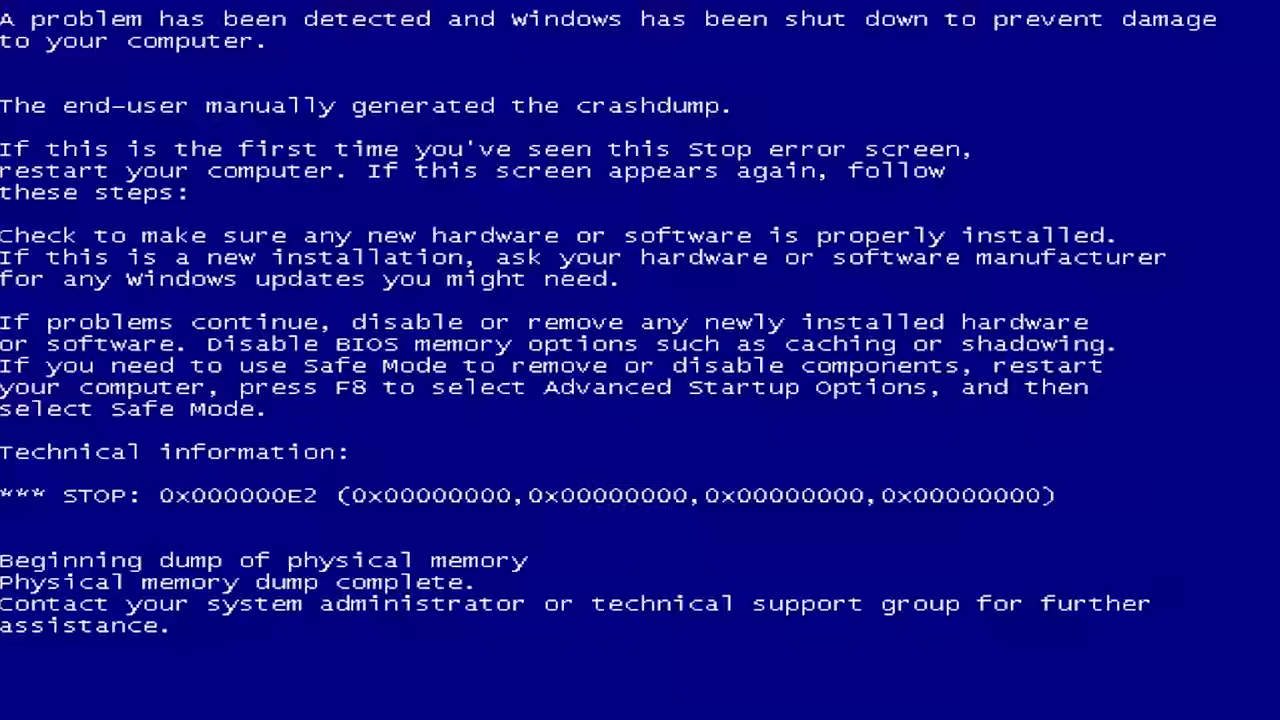 A problem has been detected and Windows has been shut down to prevent damage
to your computer.
The end-user manually generated the crashdump.
If this is the first time you've seen this Stop error screen,
restart your computer. If this screen appears again, follow
these steps:
Check to make sure any new hardware or software is properly installed.
If this is a new installation, ask your hardware or software manufacturer
for any Windows updates you might need.
If problems continue, disable or remove any newly installed hardware
or software. Disable BIOS memory options such as caching or shadowing.
If you need to use Safe Mode to remove or disable components, restart
your computer, press F8 to select Advanced Startup Options, and then
select Safe Mode.
Technical information:
*** STOP: 0x000000E2 (0x00000000,0x00000000,0x00000000,0x00000000)
Beginning dump of physical memory
Physical memory dump complete.
Contact your system administrator or technical support group for further
assistance.